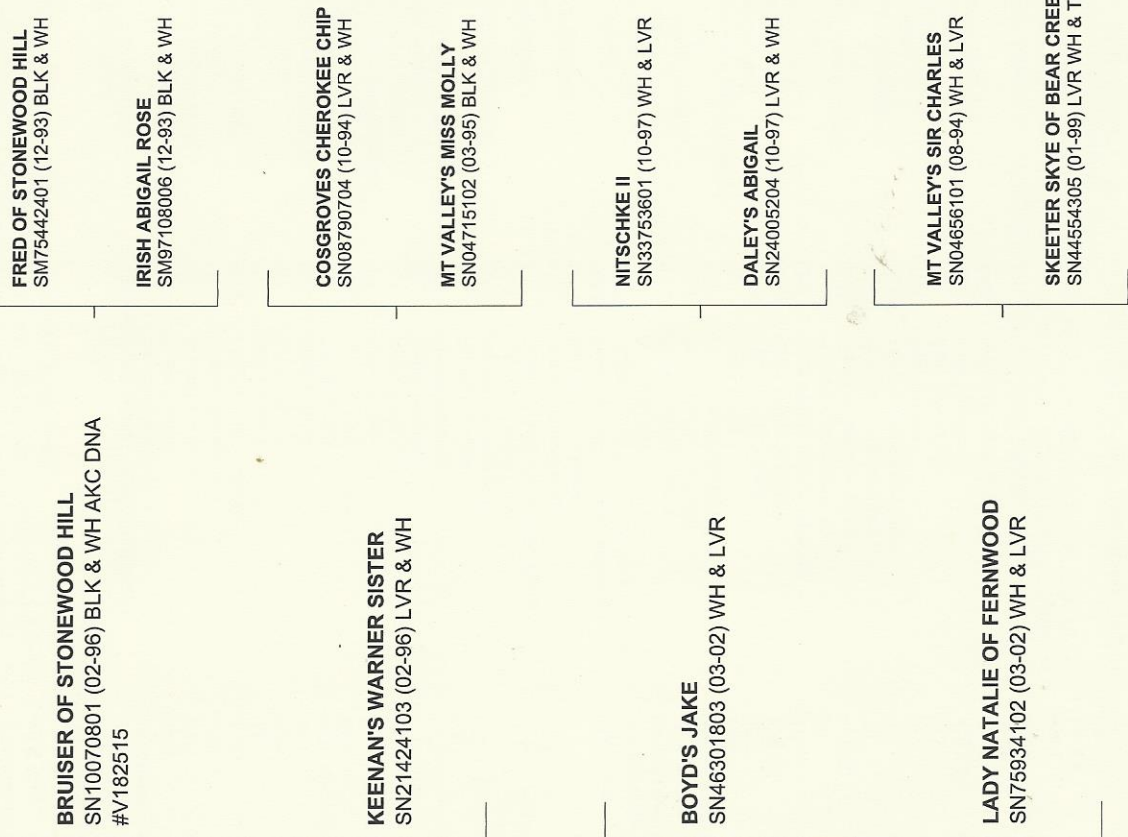 BRUISER OF STONEWOOD HILL
SN10070801 (02-96) BLK & WH AKC DNA
#V182515
KEENAN'S WARNER SISTER
SN21424103 (02-96) LVR & WH
BOYD'S JAKE
SN46301803 (03-02) WH & LVR
LADY NATALIE OF FERNWOOD
SN75934102 (03-02) WH & LVR
FRED OF STONEWOOD HILL
SM75442401 (12-93) BLK & WH
IRISH ABIGAIL ROSE
SM97108006 (12-93) BLK & WH
COSGROVES CHEROKEE CHIP
SN08790704 (10-94) LVR & WH
MT VALLEY'S MISS MOLLY
SN04715102 (03-95) BLK & WH
NITSCHKE II
SN33753601 (10-97) WH & LVR
DALEY'S ABIGAIL
SN24005204 (10-97) LVR & WH
MT VALLEY'S SIR CHARLES
SN04656101 (08-94) WH & LVR
SKEETER SKYE OF BEAR
SN44554305 (01-99) LVR WH &